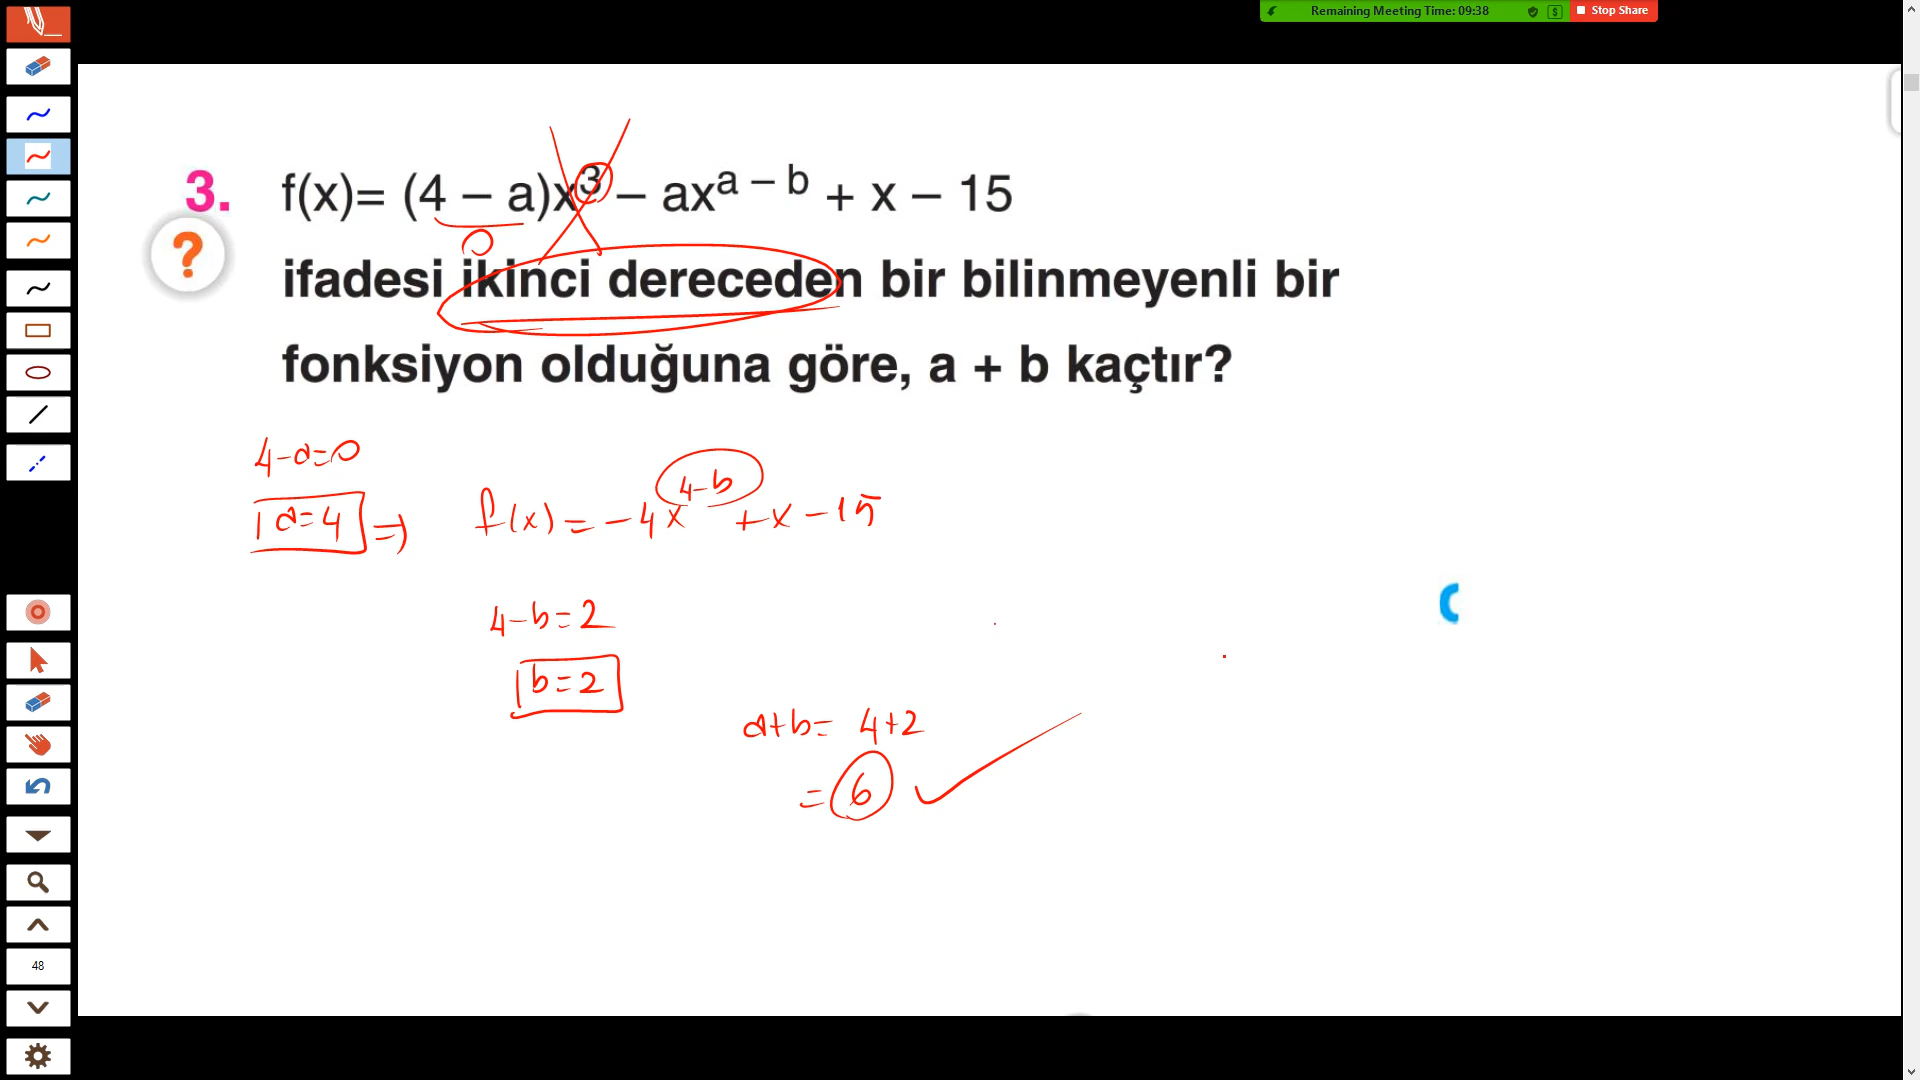 Remaining Meeting Time: 09:38
Stop Share
3. f(x)= (4 – a)x³ – axᵃ ⁻ ᵇ + x – 15
0
?
ifadesi ikinci dereceden bir bilinmeyenli bir
fonksiyon olduğuna göre, a + b kaçtır?
4-a=0
a=4 => f(x) = -4x⁴⁻ᵇ + x - 15
4-b=2
b=2
a+b= 4+2
= 6 ✓
48